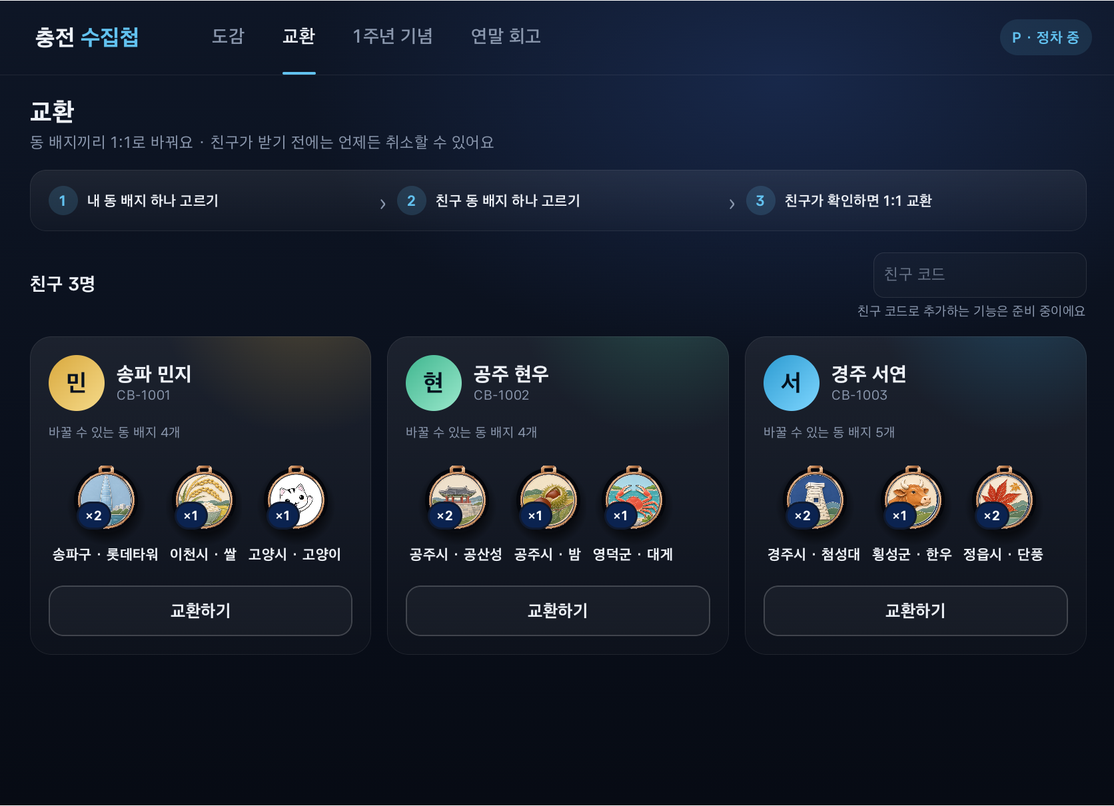 충전 수집첩 도감 교환 1주년 기념 연말 회고 P · 정차 중
교환
동 배지끼리 1:1로 바꿔요 · 친구가 받기 전에는 언제든 취소할 수 있어요
1 내 동 배지 하나 고르기 › 2 친구 동 배지 하나 고르기 › 3 친구가 확인하면 1:1 교환
친구 3명
친구 코드
친구 코드로 추가하는 기능은 준비 중이에요
민 송파 민지
CB-1001
바꿀 수 있는 동 배지 4개
×2 ×1 ×1
송파구 · 롯데타워 이천시 · 쌀 고양시 · 고양이
교환하기
현 공주 현우
CB-1002
바꿀 수 있는 동 배지 4개
×2 ×1 ×1
공주시 · 공산성 공주시 · 밤 영덕군 · 대게
교환하기
서 경주 서연
CB-1003
바꿀 수 있는 동 배지 5개
×2 ×1 ×2
경주시 · 첨성대 횡성군 · 한우 정읍시 · 단풍
교환하기